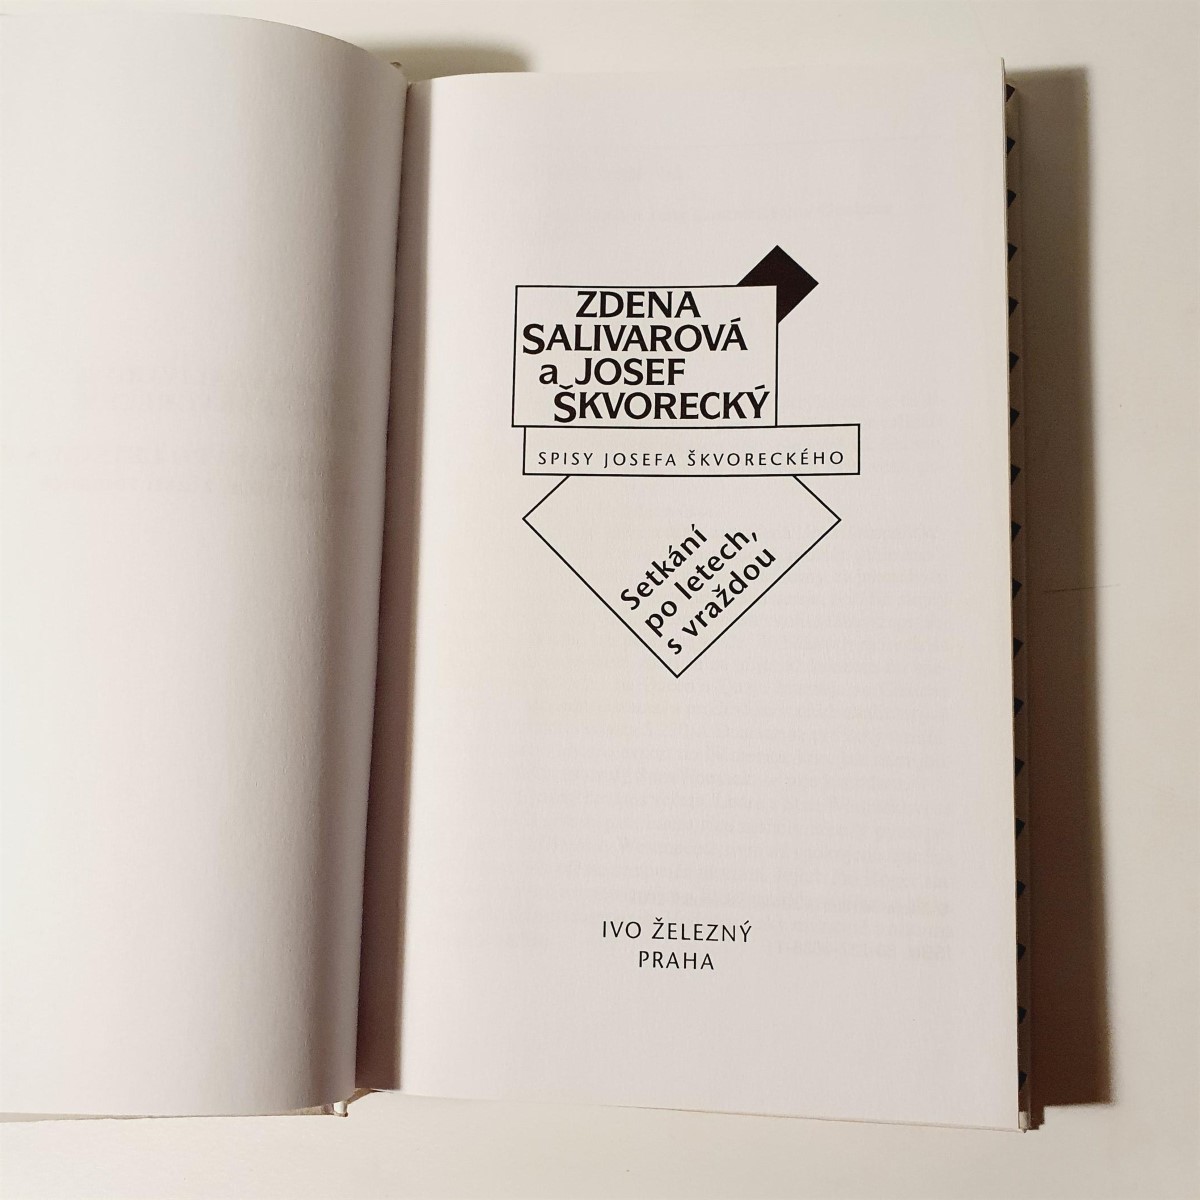 ZDENA
SALIVAROVÁ
a JOSEF
ŠKVORECKÝ
SPISY JOSEFA ŠKVORECKÉHO
Setkání
po letech,
s vraždou
IVO ŽELEZNÝ
PRAHA